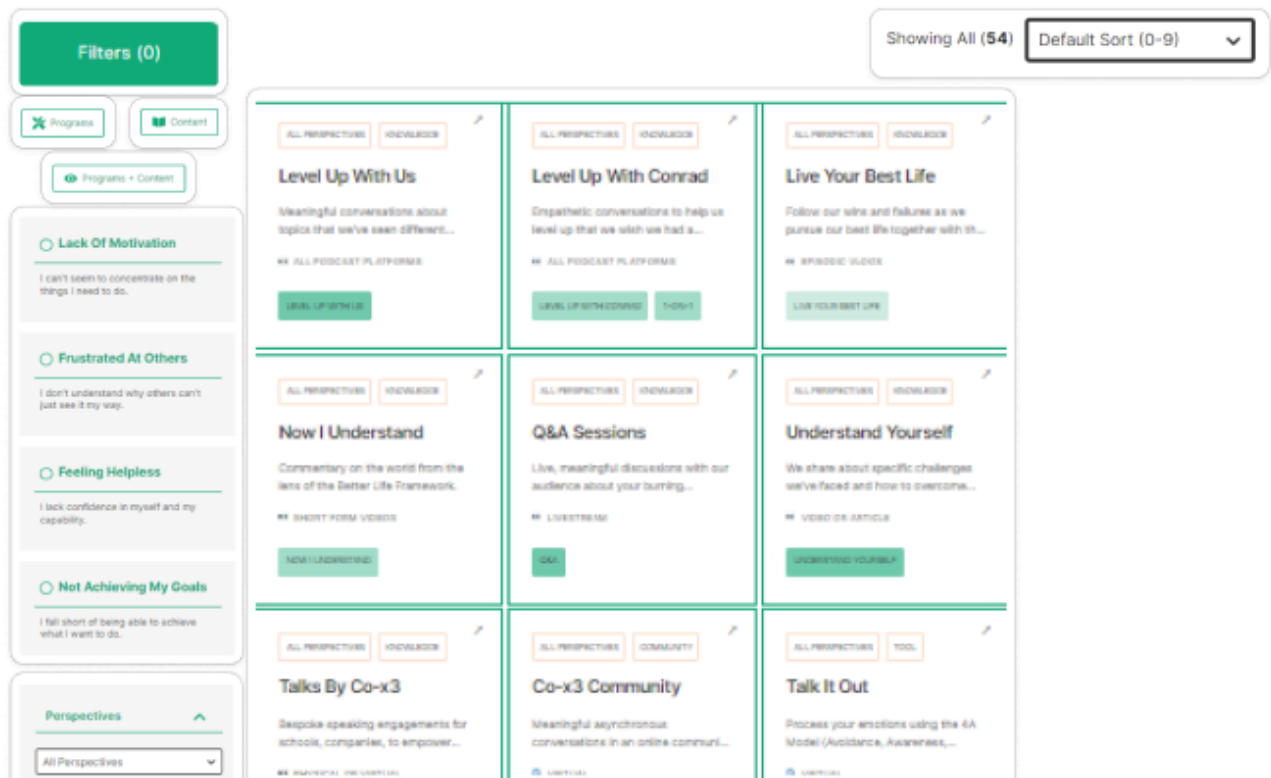 Filters (0)
Showing All (54)
Default Sort (0-9)
Programs
Content
Programs + Content
Lack Of Motivation
I can't seem to concentrate on the
things I need to do.
Frustrated At Others
I don't understand why others can't
just see it my way.
Feeling Helpless
I lack confidence in myself and my
capability.
Not Achieving My Goals
I fall short of being able to achieve
what I want to do.
Perspectives
All Perspectives
ALL PERSPECTIVES
KNOWLEDGE
Level Up With Us
Meaningful conversations about
topics that we've seen different...
ALL PODCAST PLATFORMS
LEVEL UP WITH US
ALL PERSPECTIVES
KNOWLEDGE
Level Up With Conrad
Empathetic conversations to help us
level up that we wish we had a...
ALL PODCAST PLATFORMS
LEVEL UP WITH CONRAD
1-ON-1
ALL PERSPECTIVES
KNOWLEDGE
Live Your Best Life
Follow our wins and failures as we
pursue our best life together with th...
EPISODIC VLOGS
LIVE YOUR BEST LIFE
ALL PERSPECTIVES
KNOWLEDGE
Now I Understand
Commentary on the world from the
lens of the Better Life Framework.
SHORT FORM VIDEOS
NOW I UNDERSTAND
ALL PERSPECTIVES
KNOWLEDGE
Q&A Sessions
Live, meaningful discussions with our
audience about your burning...
LIVESTREAM
Q&A
ALL PERSPECTIVES
KNOWLEDGE
Understand Yourself
We share about specific challenges
we've faced and how to overcome...
VIDEO OR ARTICLE
UNDERSTAND YOURSELF
ALL PERSPECTIVES
KNOWLEDGE
Talks By Co-x3
Bespoke speaking engagements for
schools, companies, to empower...
PHYSICAL OR VIRTUAL
ALL PERSPECTIVES
COMMUNITY
Co-x3 Community
Meaningful asynchronous
conversations in an online communi...
VIRTUAL
ALL PERSPECTIVES
TOOL
Talk It Out
Process your emotions using the 4A
Model (Avoidance, Awareness,...
VIRTUAL